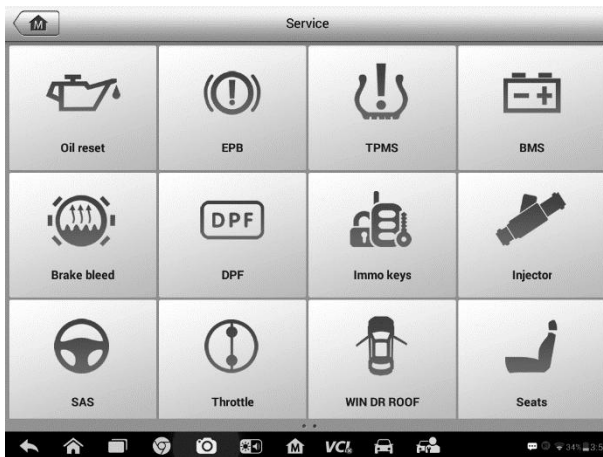 M
Service
Oil reset
EPB
TPMS
BMS
Brake bleed
DPF
DPF
Immo keys
Injector
SAS
Throttle
WIN DR ROOF
Seats
M
VCI
34%